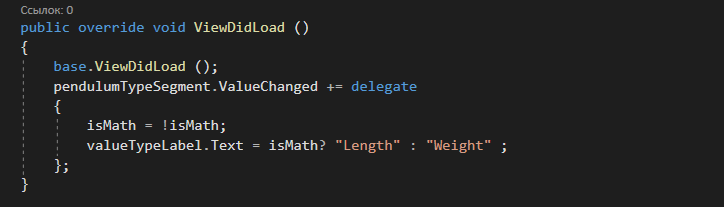 Ссылок: 0
public override void ViewDidLoad ()
{
    base.ViewDidLoad ();
    pendulumTypeSegment.ValueChanged += delegate
    {
        isMath = !isMath;
        valueTypeLabel.Text = isMath? "Length" : "Weight" ;
    };
}